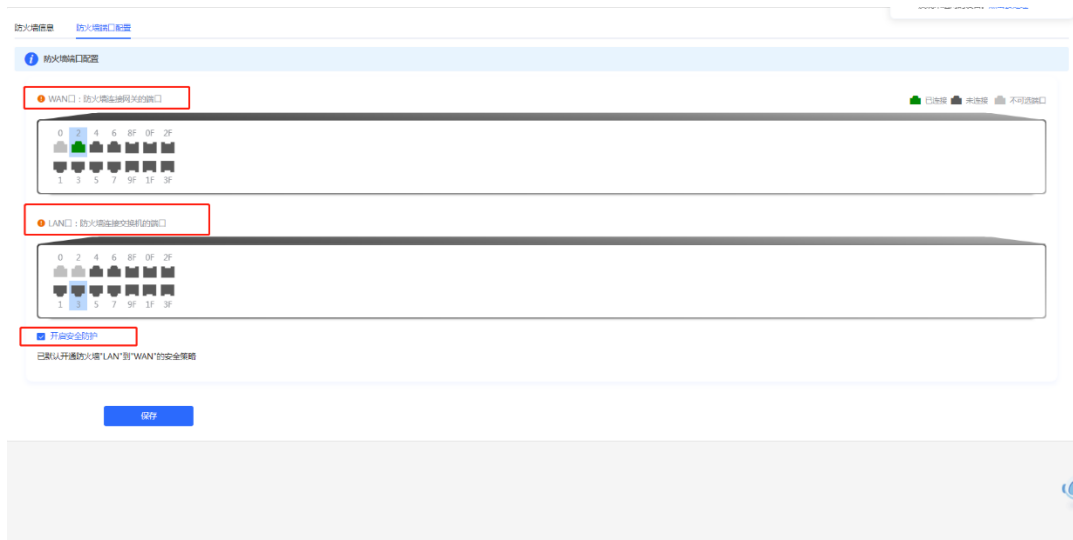 防火墙信息 防火墙端口配置
防火墙端口配置
WAN口：防火墙连接网关的端口
已连接 未连接 不可选端口
0 2 4 6 8F 0F 2F
1 3 5 7 9F 1F 3F
LAN口：防火墙连接交换机的端口
0 2 4 6 8F 0F 2F
1 3 5 7 9F 1F 3F
开启安全防护
已默认开通防火墙"LAN"到"WAN"的安全策略
保存